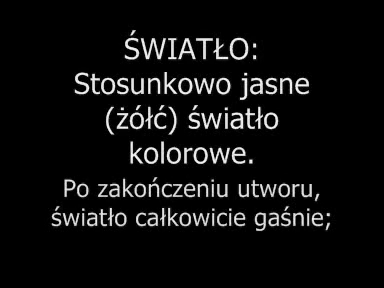 ŚWIATŁO:
Stosunkowo jasne
(żółć) światło
kolorowe.
Po zakończeniu utworu,
światło całkowicie gaśnie;